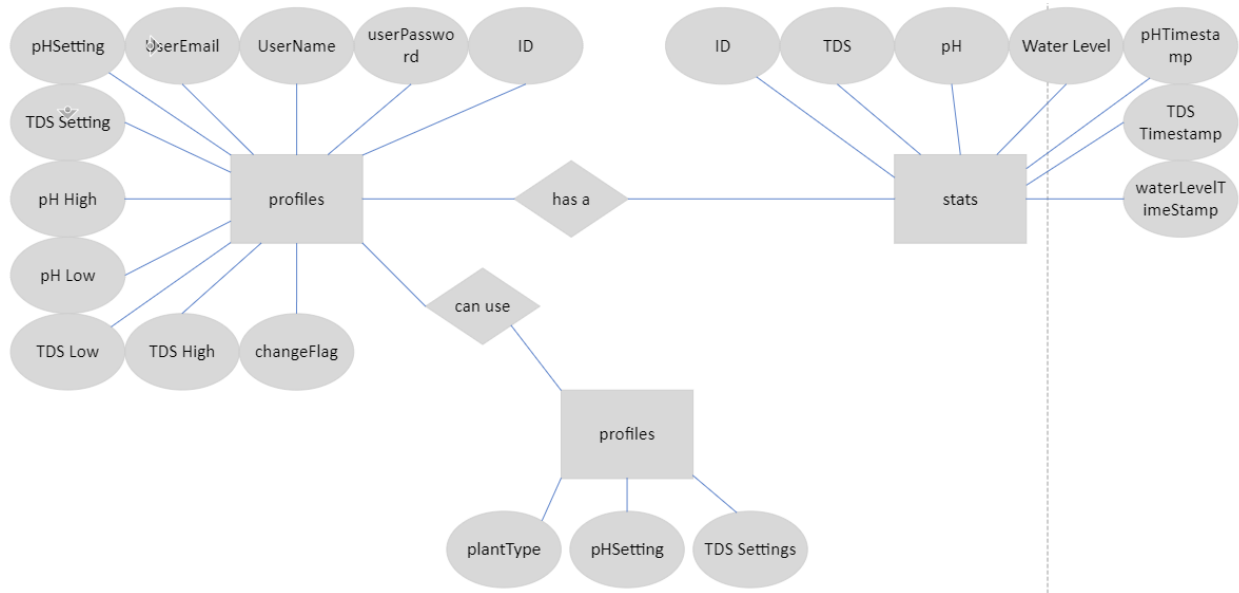 pHSetting
UserEmail
UserName
userPasswo
rd
ID
ID
TDS
pH
Water Level
pHTimesta
mp
TDS Setting
TDS
Timestamp
pH High
profiles
has a
stats
waterLevelT
imeStamp
pH Low
can use
TDS Low
TDS High
changeFlag
profiles
plantType
pHSetting
TDS Settings